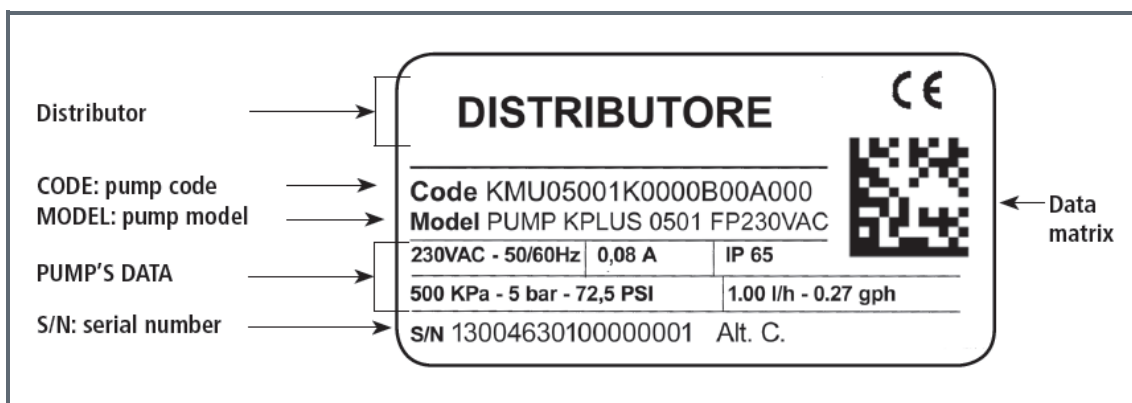 Distributor
DISTRIBUTORE
CE
CODE: pump code
Code KMU05001K0000B00A000
MODEL: pump model
Model PUMP KPLUS 0501 FP230VAC
Data
matrix
PUMP'S DATA
230VAC - 50/60Hz 0,08 A IP 65
500 KPa - 5 bar - 72,5 PSI 1.00 l/h - 0.27 gph
S/N: serial number
S/N 13004630100000001 Alt. C.